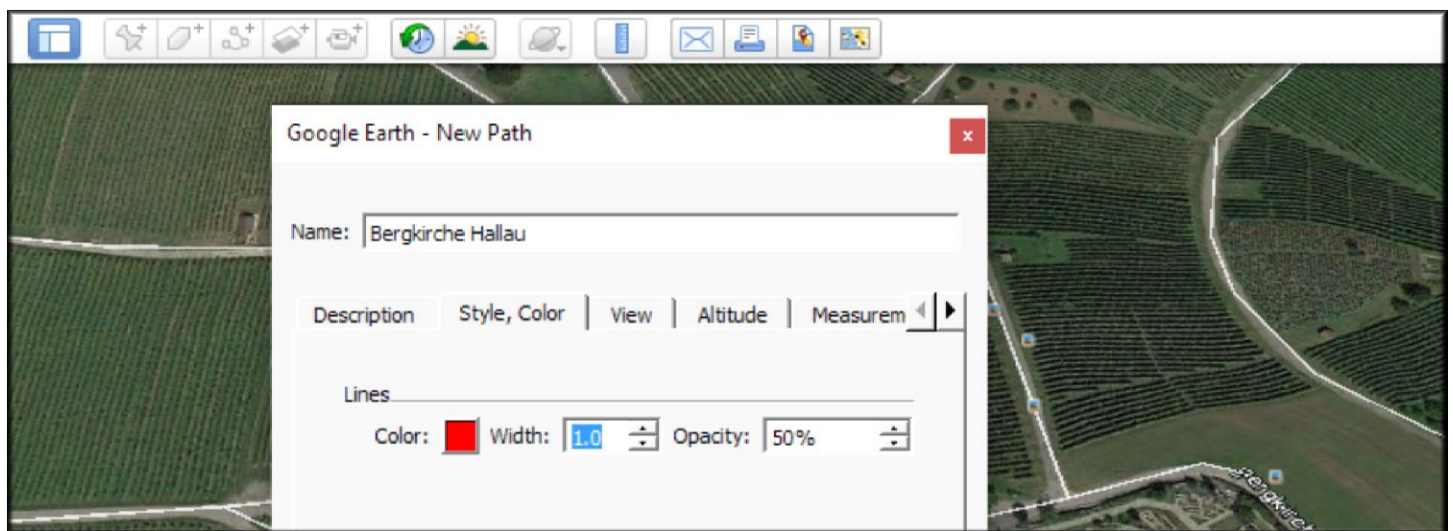 Google Earth - New Path
x
Name: Bergkirche Hallau
Description Style, Color View Altitude Measurem
Lines
Color: Width: 1.0 Opacity: 50%
Bergkirch